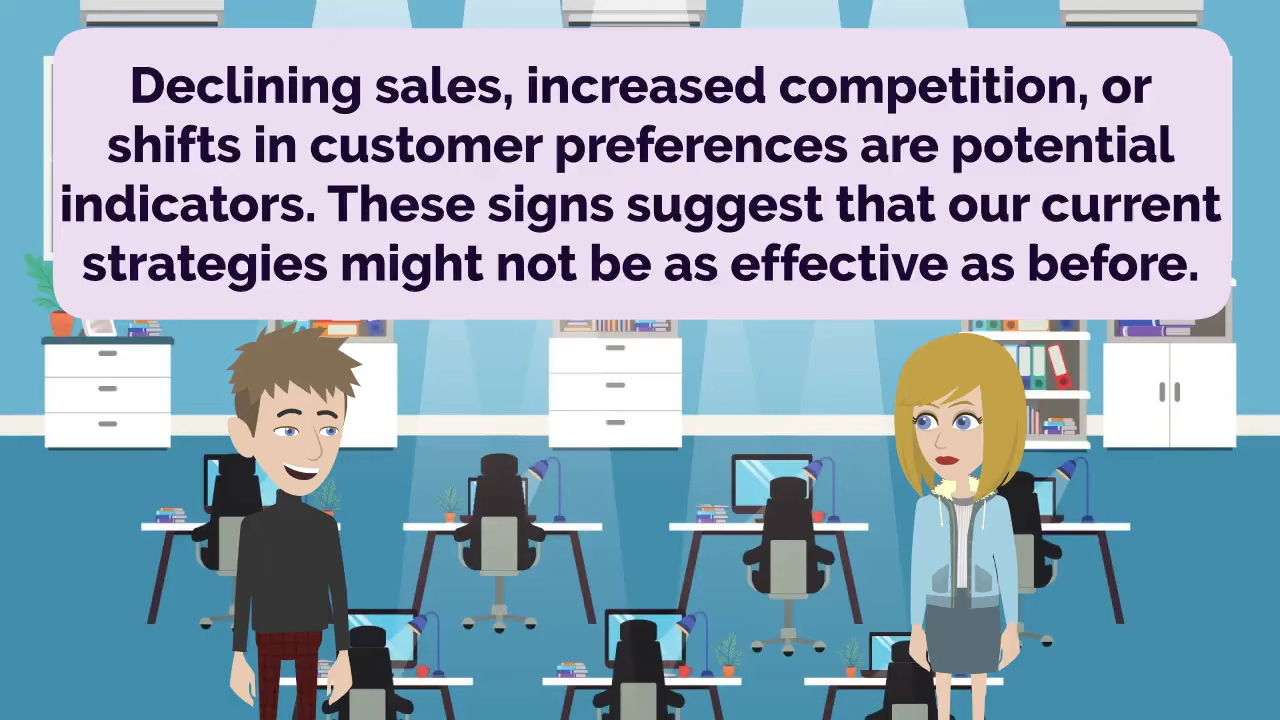 Declining sales, increased competition, or
shifts in customer preferences are potential
indicators. These signs suggest that our current
strategies might not be as effective as before.